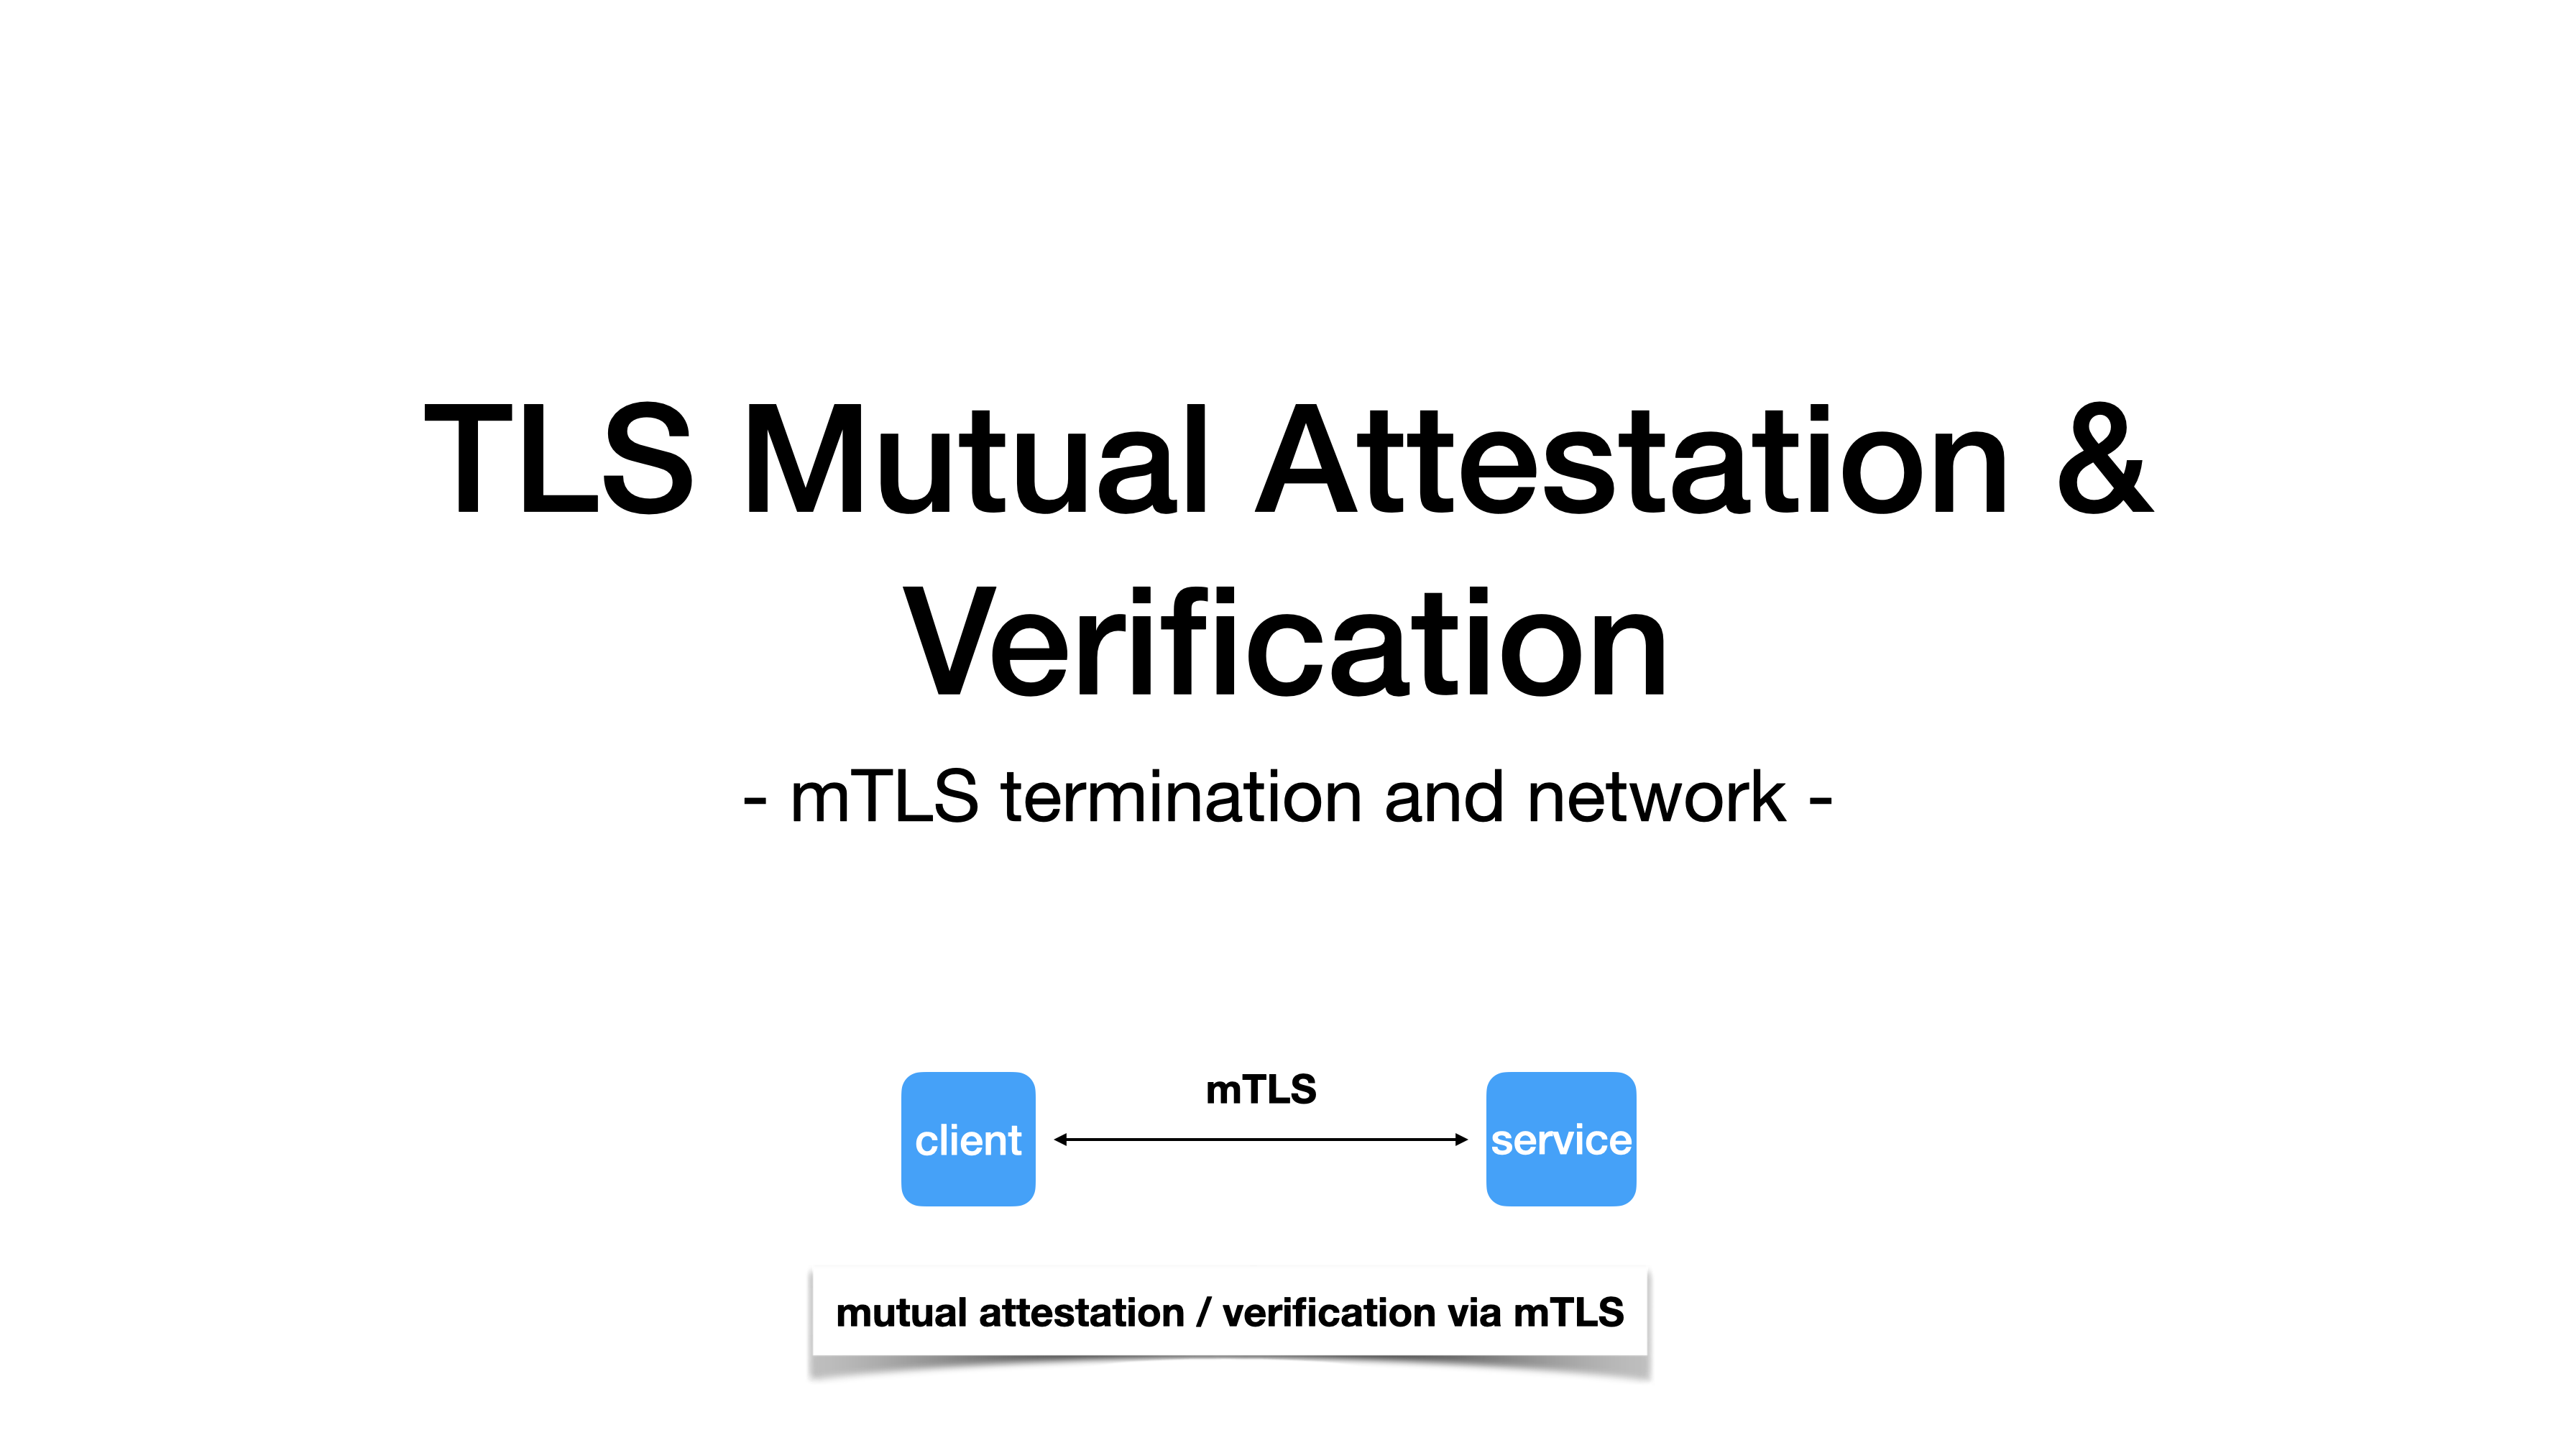 TLS Mutual Attestation &
Verification
- mTLS termination and network -
mTLS
client
service
mutual attestation / verification via mTLS